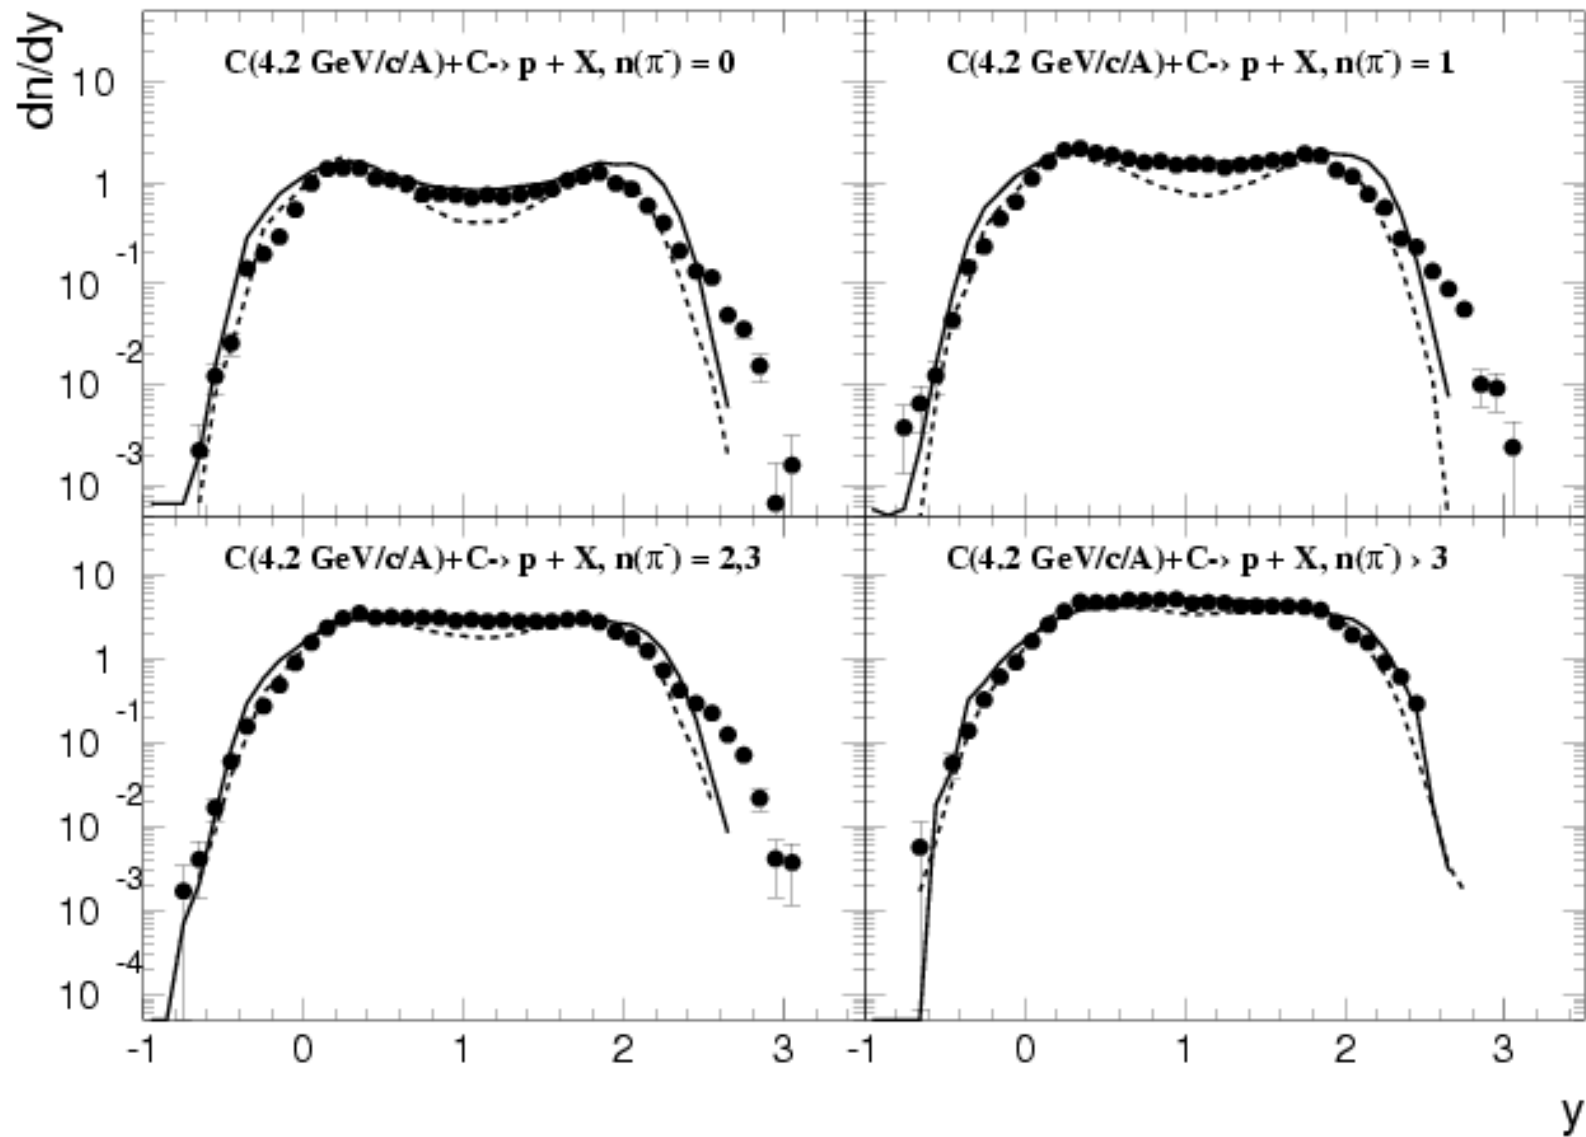 dn/dy
C(4.2 GeV/c/A)+C-> p + X, n(π⁻) = 0
C(4.2 GeV/c/A)+C-> p + X, n(π⁻) = 1
10
1
10 -1
10 -2
10 -3
C(4.2 GeV/c/A)+C-> p + X, n(π⁻) = 2,3
C(4.2 GeV/c/A)+C-> p + X, n(π⁻) > 3
10
1
10 -1
10 -2
10 -3
10 -4
-1 0 1 2 3 -1 0 1 2 3
y